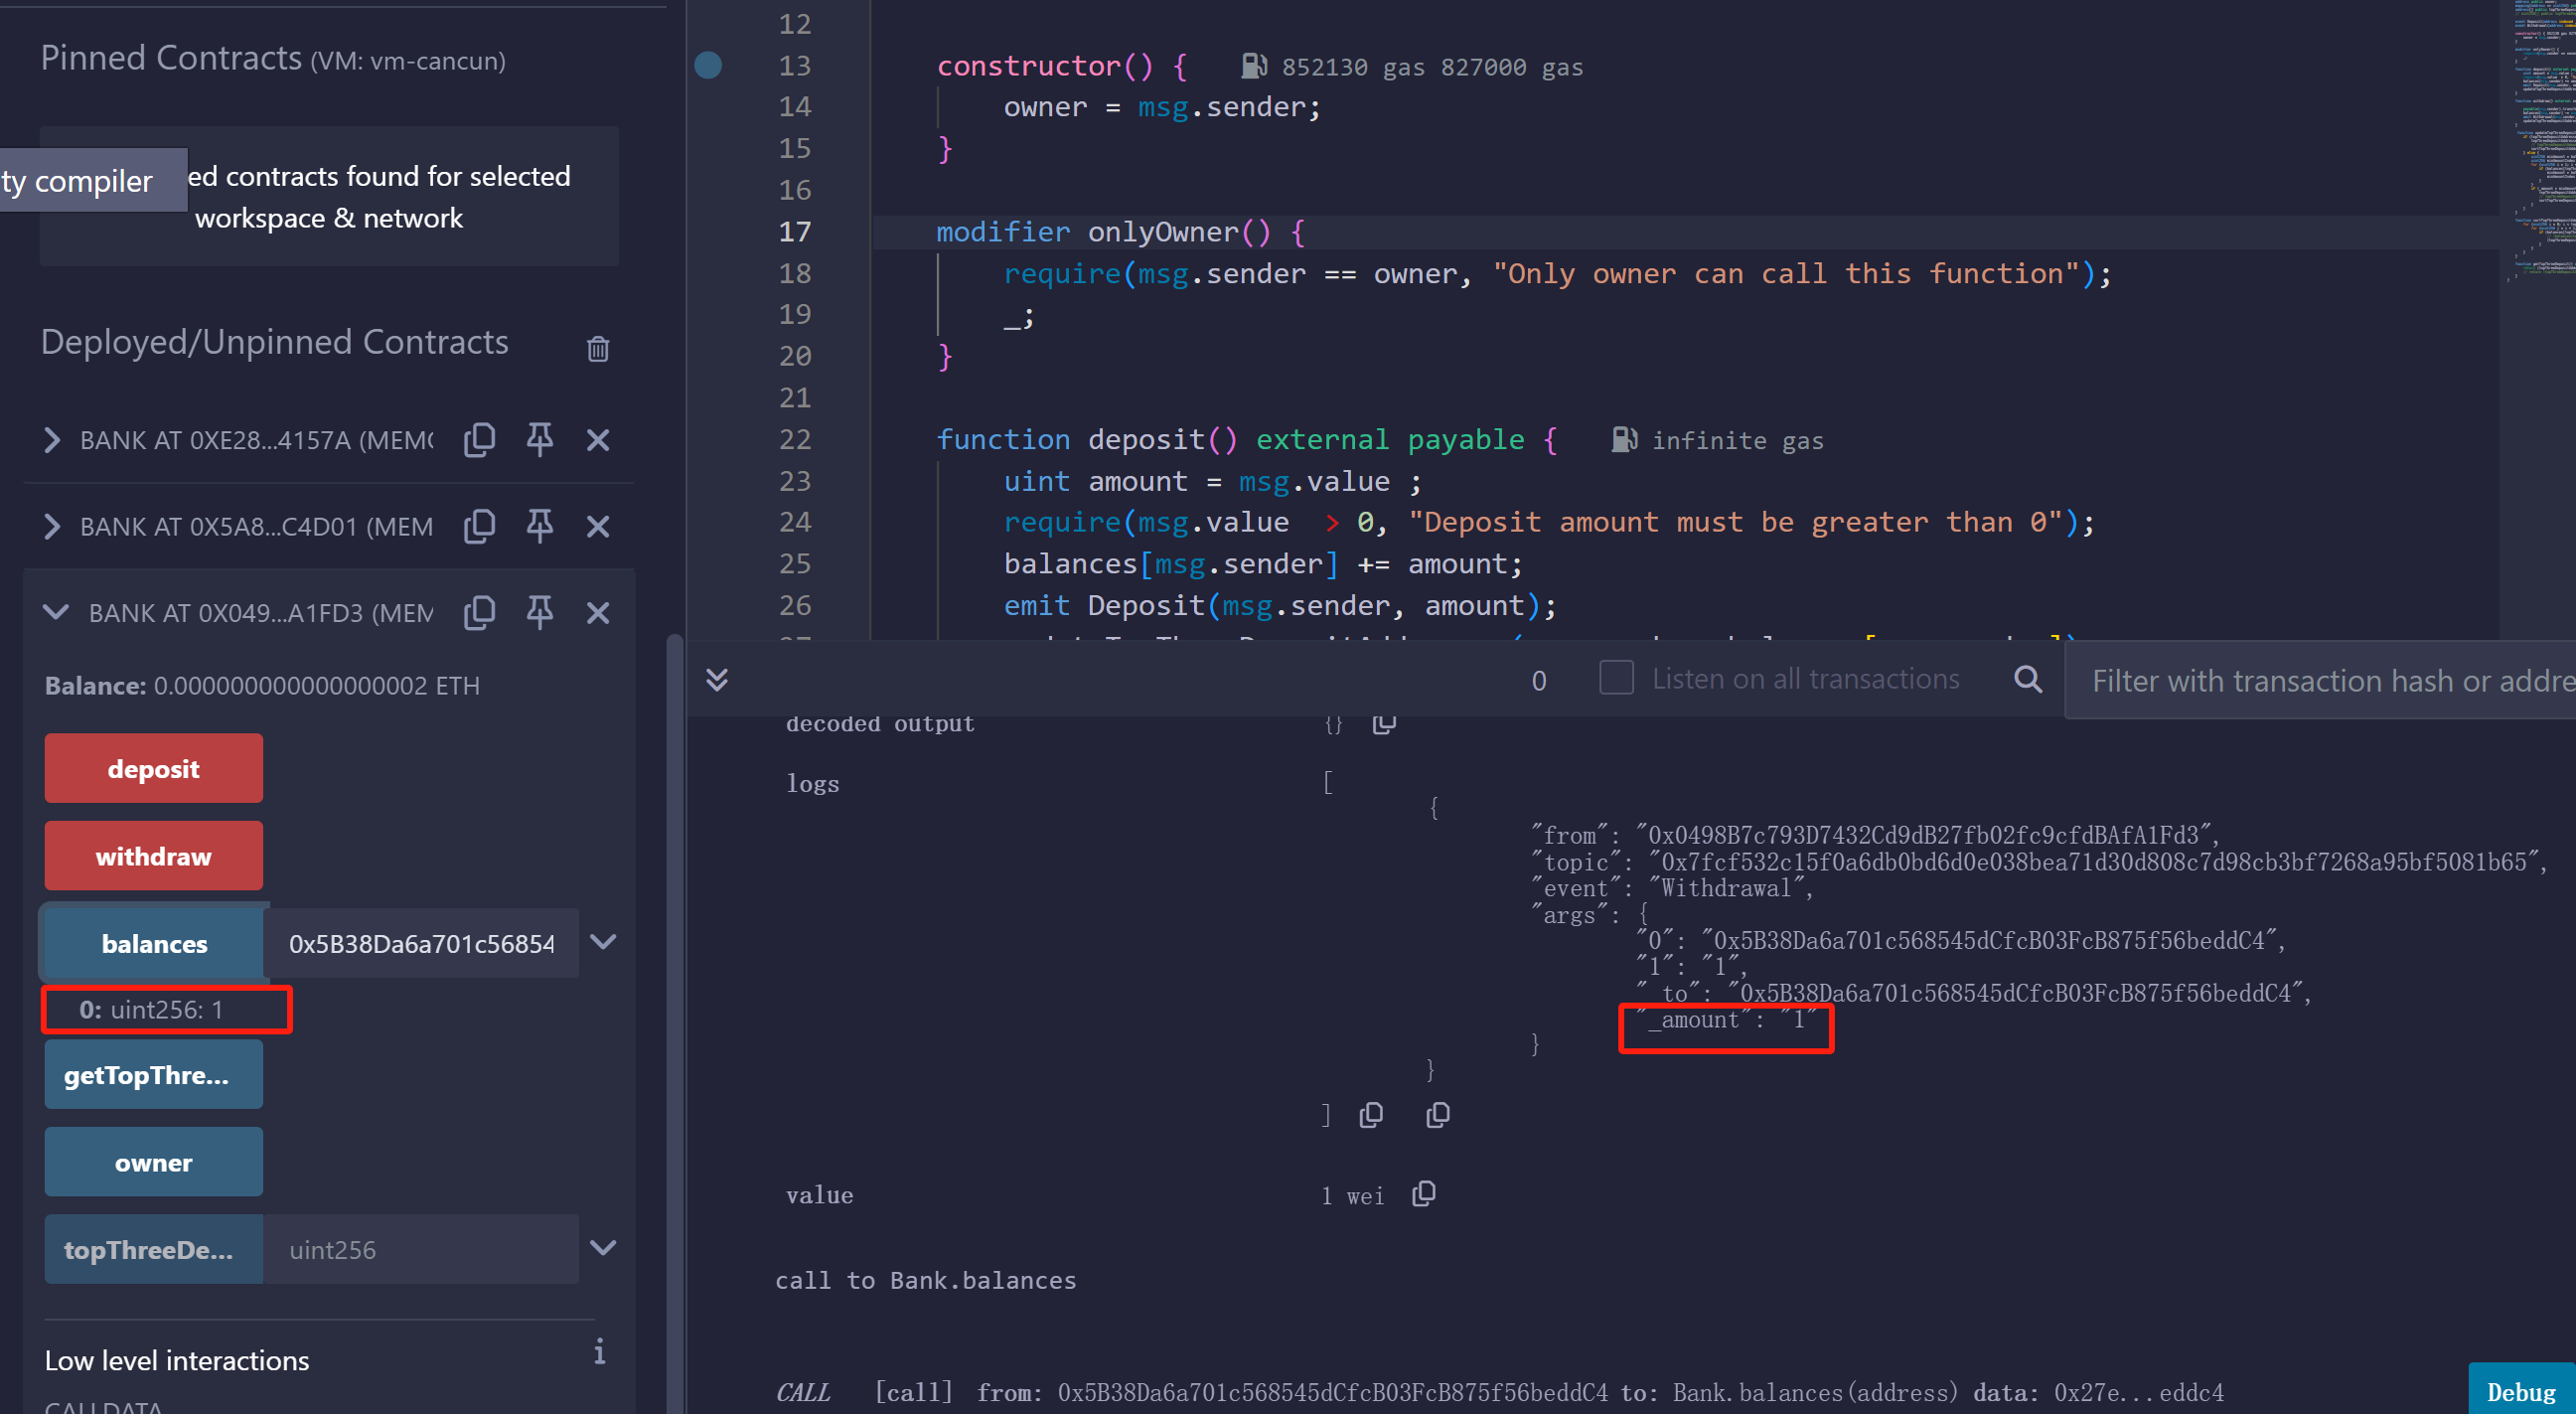 Pinned Contracts (VM: vm-cancun)
ty compiler
ed contracts found for selected
workspace & network
Deployed/Unpinned Contracts
BANK AT 0XE28...4157A (MEM
BANK AT 0X5A8...C4D01 (MEM
BANK AT 0X049...A1FD3 (MEM
Balance: 0.000000000000000002 ETH
deposit
withdraw
balances
0x5B38Da6a701c56854
0: uint256: 1
getTopThre...
owner
topThreeDe...
uint256
Low level interactions
i
CALLDATA
12
13 constructor() { 852130 gas 827000 gas
14 owner = msg.sender;
15 }
16
17 modifier onlyOwner() {
18 require(msg.sender == owner, "Only owner can call this function");
19 _;
20 }
21
22 function deposit() external payable { infinite gas
23 uint amount = msg.value ;
24 require(msg.value  > 0, "Deposit amount must be greater than 0");
25 balances[msg.sender] += amount;
26 emit Deposit(msg.sender, amount);
0
Listen on all transactions
Filter with transaction hash or addre
decoded output {}
logs [
{
"from": "0x0498B7c793D7432Cd9dB27fb02fc9cfdBAfA1Fd3",
"topic": "0x7fcf532c15f0a6db0bd6d0e038bea71d30d808c7d98cb3bf7268a95bf5081b65",
"event": "Withdrawal",
"args": {
"0": "0x5B38Da6a701c568545dCfcB03FcB875f56beddC4",
"1": "1",
"_to": "0x5B38Da6a701c568545dCfcB03FcB875f56beddC4",
"_amount": "1"
}
}
]
value 1 wei
call to Bank.balances
CALL [call] from: 0x5B38Da6a701c568545dCfcB03FcB875f56beddC4 to: Bank.balances(address) data: 0x27e...eddc4
Debug